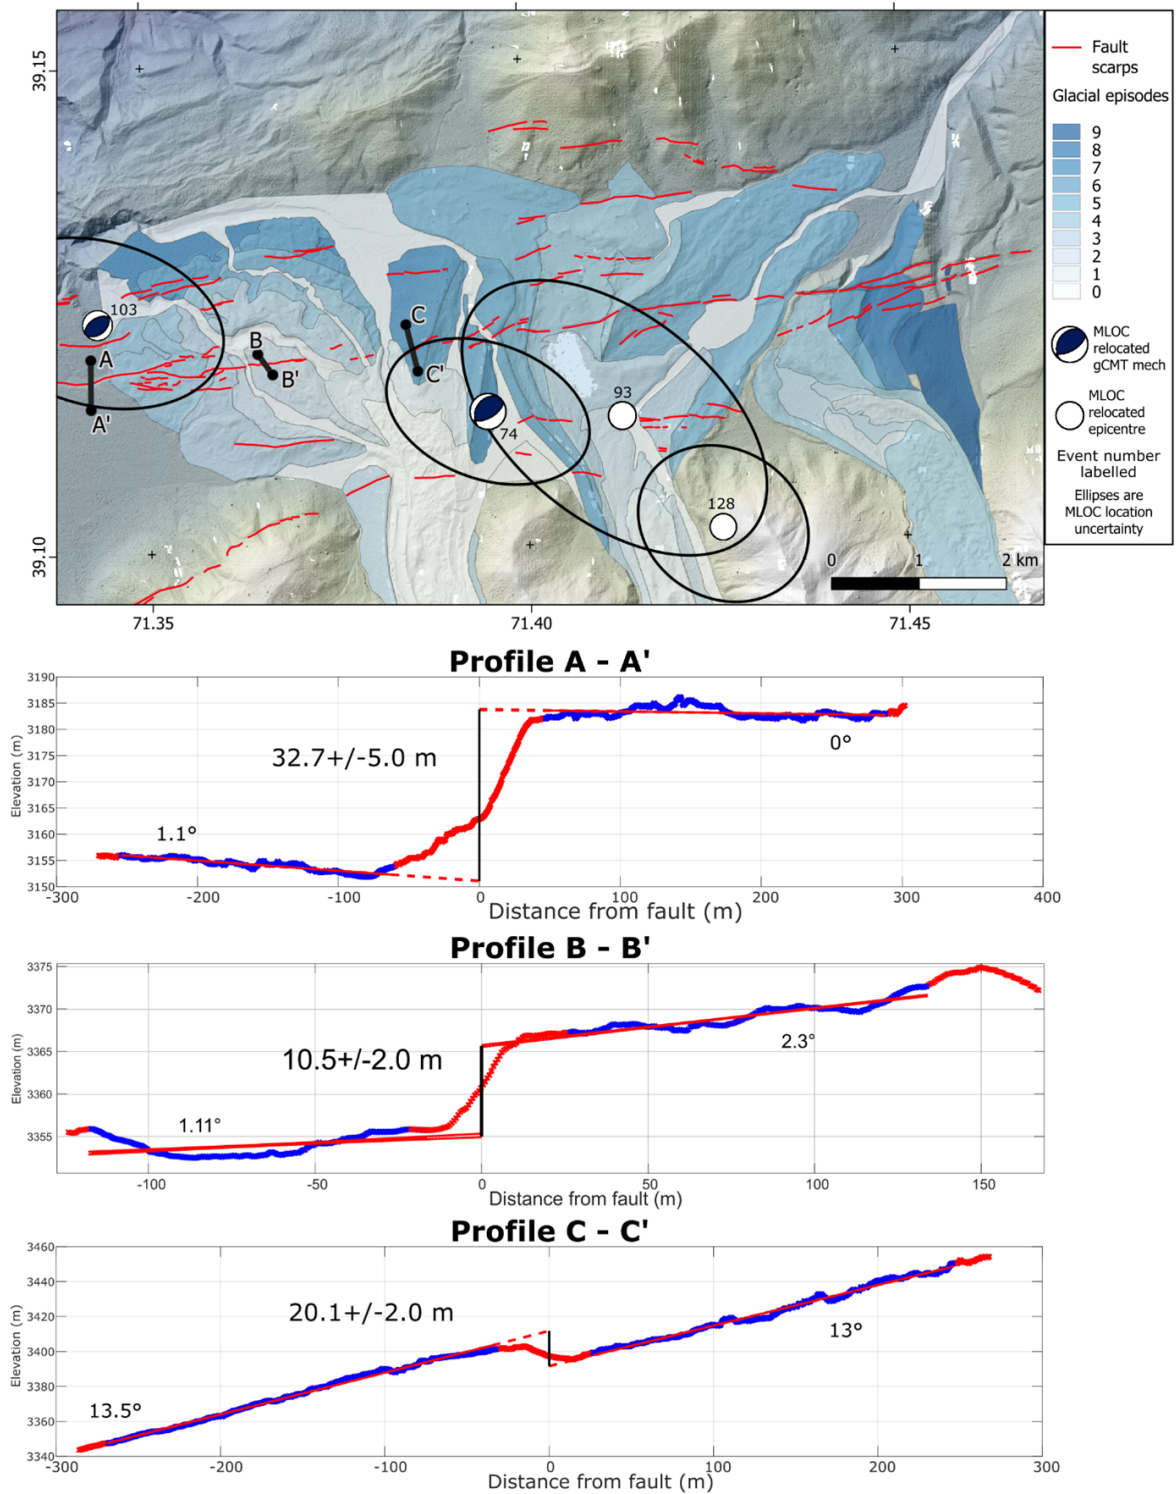 39.15
39.10
71.35
71.40
71.45
103
A
A'
B
B'
C
C'
74
93
128
0
1
2 km
Fault
scarps
Glacial episodes
9
8
7
6
5
4
3
2
1
0
MLOC
relocated
gCMT mech
MLOC
relocated
epicentre
Event number
labelled
Ellipses are
MLOC location
uncertainty
Profile A - A'
Elevation (m)
3190
3185
3180
3175
3170
3165
3160
3155
3150
32.7+/-5.0 m
0°
1.1°
-300 -200 -100 0 100 200 300 400
Distance from fault (m)
Profile B - B'
Elevation (m)
3375
3370
3365
3360
3355
10.5+/-2.0 m
2.3°
1.11°
-100 -50 0 50 100 150
Distance from fault (m)
Profile C - C'
Elevation (m)
3460
3440
3420
3400
3380
3360
3340
20.1+/-2.0 m
13°
13.5°
-300 -200 -100 0 100 200 300
Distance from fault (m)